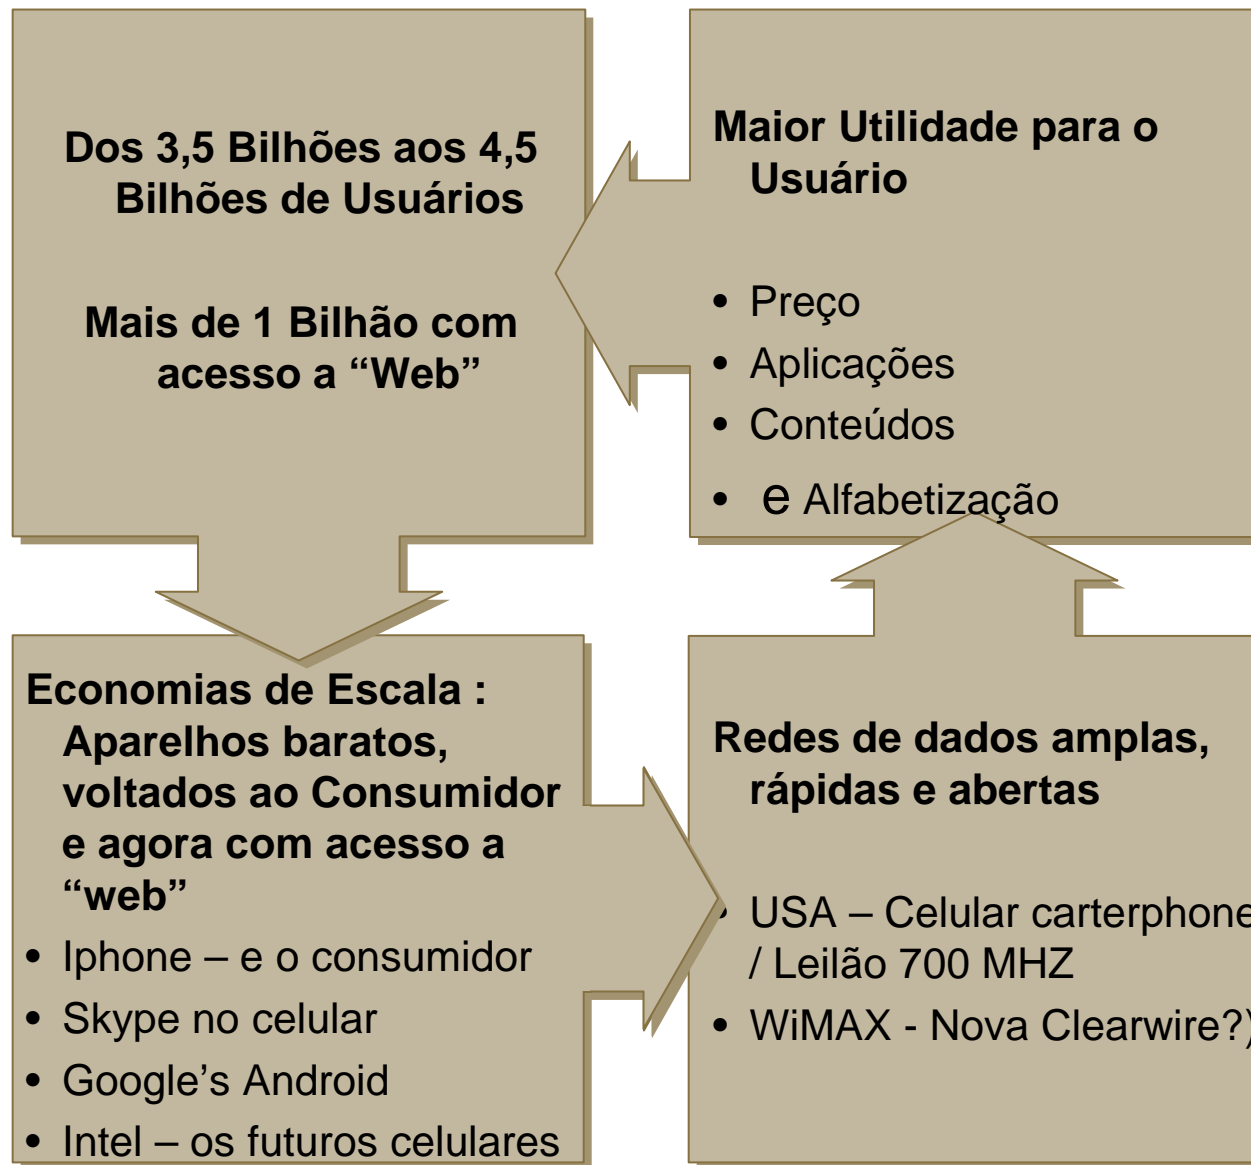 Dos 3,5 Bilhões aos 4,5
Bilhões de Usuários
Mais de 1 Bilhão com
acesso a “Web”
Maior Utilidade para o
Usuário
• Preço
• Aplicações
• Conteúdos
• e Alfabetização
Economias de Escala :
Aparelhos baratos,
voltados ao Consumidor
e agora com acesso a
“web”
• Iphone – e o consumidor
• Skype no celular
• Google’s Android
• Intel – os futuros celulares
Redes de dados amplas,
rápidas e abertas
• USA – Celular carterphone
/ Leilão 700 MHZ
• WiMAX - Nova Clearwire?)